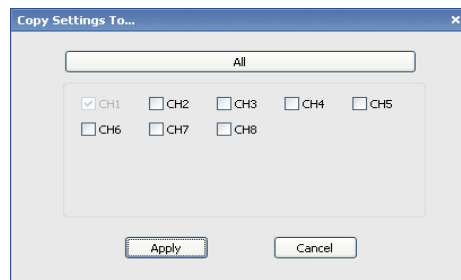 Copy Settings To...
All
CH1 CH2 CH3 CH4 CH5
CH6 CH7 CH8
Apply Cancel